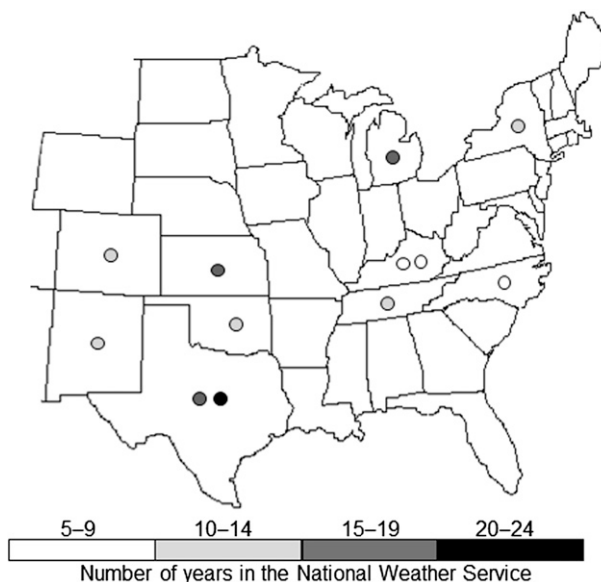 5–9 10–14 15–19 20–24
Number of years in the National Weather Service